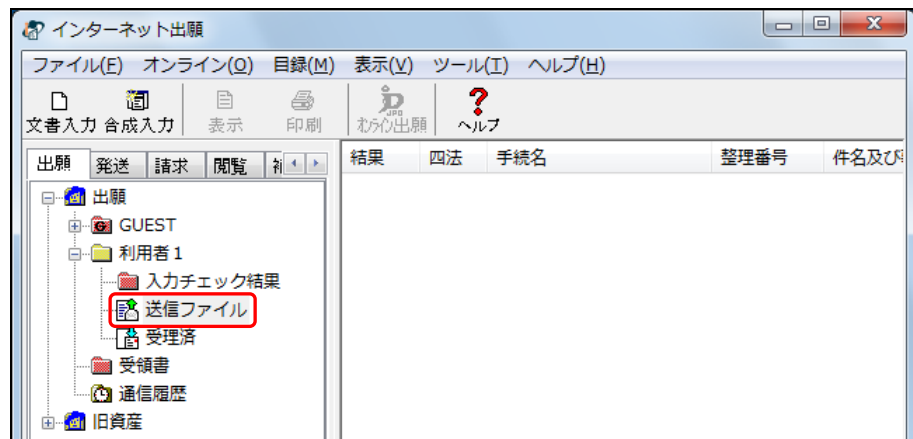 インターネット出願
ファイル(F) オンライン(O) 目録(M) 表示(V) ツール(T) ヘルプ(H)
文書入力 合成入力 表示 印刷 ｵﾝﾗｲﾝ出願 ヘルプ
出願 発送 請求 閲覧
結果 四法 手続名 整理番号 件名及び
出願
GUEST
利用者1
入力チェック結果
送信ファイル
受理済
受領書
通信履歴
旧資産